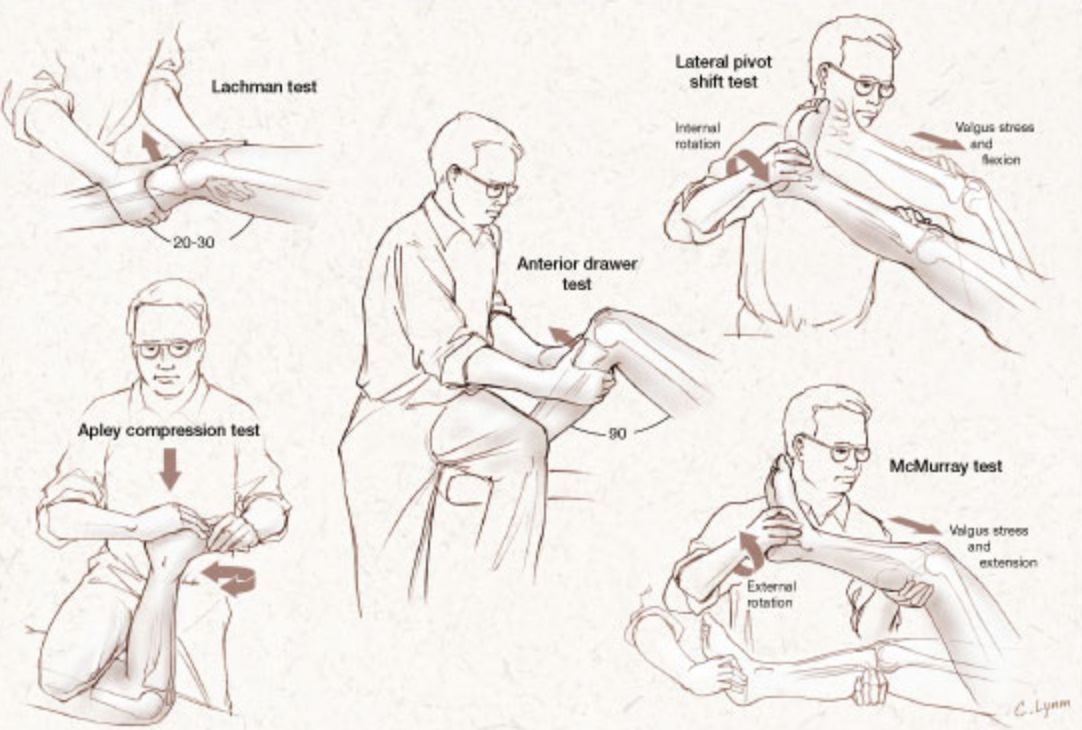 Lachman test
20-30
Lateral pivot
shift test
Internal
rotation
Valgus stress
and
flexion
Anterior drawer
test
90
Apley compression test
McMurray test
Valgus stress
and
extension
External
rotation
C.Lynm